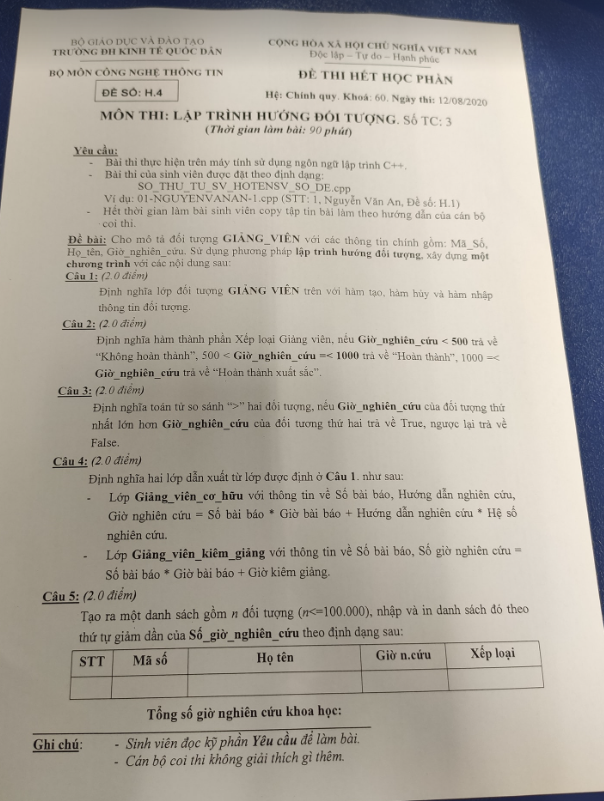 BỘ GIÁO DỤC VÀ ĐÀO TẠO
TRƯỜNG ĐH KINH TẾ QUỐC DÂN
BỘ MÔN CÔNG NGHỆ THÔNG TIN
ĐỀ SỐ: H.4
CỘNG HÒA XÃ HỘI CHỦ NGHĨA VIỆT NAM
Độc lập – Tự do – Hạnh phúc
ĐỀ THI HẾT HỌC PHẦN
Hệ: Chính quy. Khoá: 60. Ngày thi: 12/08/2020
MÔN THI: LẬP TRÌNH HƯỚNG ĐỐI TƯỢNG. Số TC: 3
(Thời gian làm bài: 90 phút)
Yêu cầu:
- Bài thi thực hiện trên máy tính sử dụng ngôn ngữ lập trình C++.
- Bài thi của sinh viên được đặt theo định dạng:
SO_THU_TU_SV_HOTENSV_SO_DE.cpp
Ví dụ: 01-NGUYENVANAN-1.cpp (STT: 1, Nguyễn Văn An, Đề số: H.1)
- Hết thời gian làm bài sinh viên copy tập tin bài làm theo hướng dẫn của cán bộ
coi thi.
Đề bài: Cho mô tả đối tượng GIẢNG_VIÊN với các thông tin chính gồm: Mã_Số,
Họ_tên, Giờ_nghiên_cứu. Sử dụng phương pháp lập trình hướng đối tượng, xây dựng một
chương trình với các nội dung sau:
Câu 1: (2.0 điểm)
Định nghĩa lớp đối tượng GIẢNG VIÊN trên với hàm tạo, hàm hủy và hàm nhập
thông tin đối tượng.
Câu 2: (2.0 điểm)
Định nghĩa hàm thành phần Xếp loại Giảng viên, nếu Giờ_nghiên_cứu < 500 trả về
“Không hoàn thành”, 500 < Giờ_nghiên_cứu =< 1000 trả về “Hoàn thành”, 1000 =<
Giờ_nghiên_cứu trả về “Hoàn thành xuất sắc”.
Câu 3: (2.0 điểm)
Định nghĩa toán tử so sánh “>” hai đối tượng, nếu Giờ_nghiên_cứu của đối tượng thứ
nhất lớn hơn Giờ_nghiên_cứu của đối tương thứ hai trả về True, ngược lại trả về
False.
Câu 4: (2.0 điểm)
Định nghĩa hai lớp dẫn xuất từ lớp được định ở Câu 1. như sau:
- Lớp Giảng_viên_cơ_hữu với thông tin về Số bài báo, Hướng dẫn nghiên cứu,
Giờ nghiên cứu = Số bài báo * Giờ bài báo + Hướng dẫn nghiên cứu * Hệ số
nghiên cứu.
- Lớp Giảng_viên_kiêm_giảng với thông tin về Số bài báo, Số giờ nghiên cứu =
Số bài báo * Giờ bài báo + Giờ kiêm giảng.
Câu 5: (2.0 điểm)
Tạo ra một danh sách gồm n đối tượng (n<=100.000), nhập và in danh sách đó theo
thứ tự giảm dần của Số_giờ_nghiên_cứu theo định dạng sau:
STT Mã số Họ tên Giờ n.cứu Xếp loại
Tổng số giờ nghiên cứu khoa học:
Ghi chú: - Sinh viên đọc kỹ phần Yêu cầu để làm bài.
- Cán bộ coi thi không giải thích gì thêm.